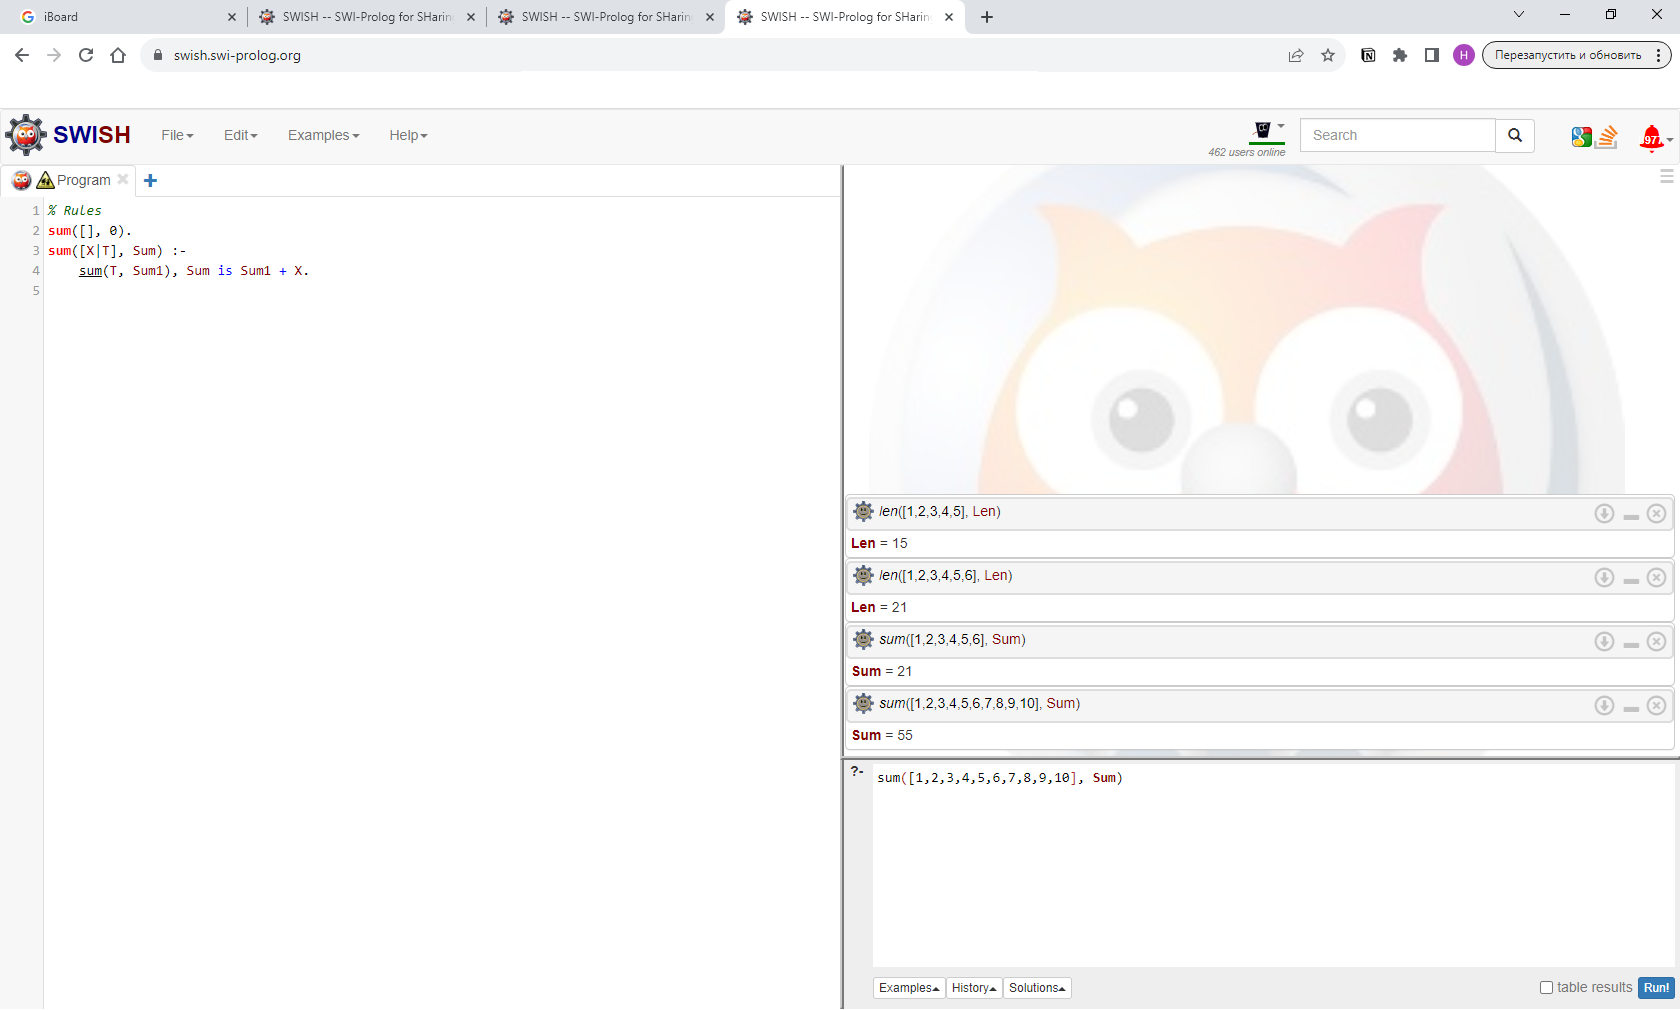 iBoard
SWISH -- SWI-Prolog for SHarin
SWISH -- SWI-Prolog for SHarin
SWISH -- SWI-Prolog for SHarin
swish.swi-prolog.org
H
Перезапустить и обновить
SWISH
File
Edit
Examples
Help
CC
462 users online
Search
977
Program
1 % Rules
2 sum([], 0).
3 sum([X|T], Sum) :-
4 sum(T, Sum1), Sum is Sum1 + X.
5
len([1,2,3,4,5], Len)
Len = 15
len([1,2,3,4,5,6], Len)
Len = 21
sum([1,2,3,4,5,6], Sum)
Sum = 21
sum([1,2,3,4,5,6,7,8,9,10], Sum)
Sum = 55
?- sum([1,2,3,4,5,6,7,8,9,10], Sum)
Examples
History
Solutions
table results
Run!